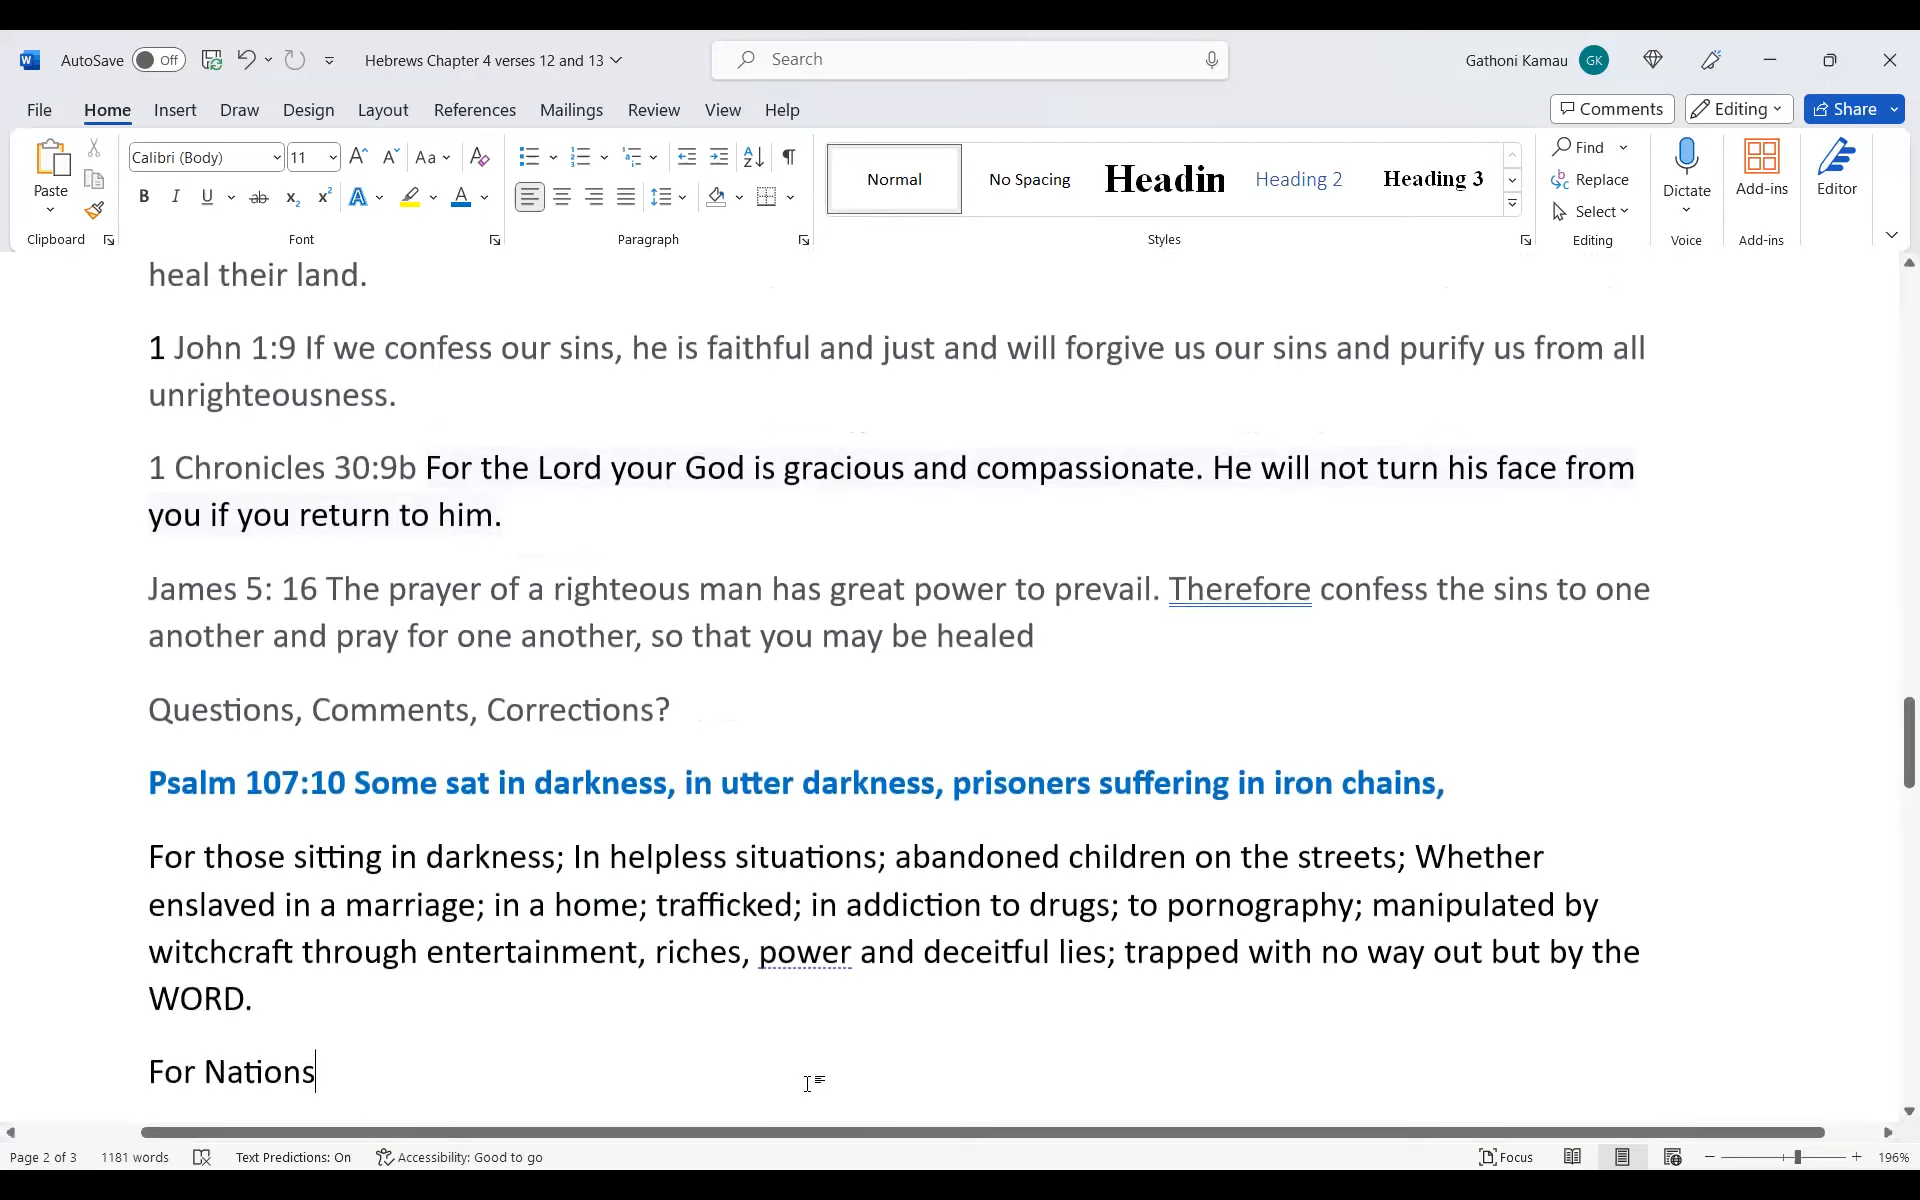 AutoSave Off Hebrews Chapter 4 verses 12 and 13 Search Gathoni Kamau GK
File Home Insert Draw Design Layout References Mailings Review View Help Comments Editing Share
Paste Calibri (Body) 11 Aa Normal No Spacing Headin Heading 2 Heading 3 Find Replace Select Dictate Add-ins Editor
Clipboard Font Paragraph Styles Editing Voice Add-ins
heal their land.
1 John 1:9 If we confess our sins, he is faithful and just and will forgive us our sins and purify us from all
unrighteousness.
1 Chronicles 30:9b For the Lord your God is gracious and compassionate. He will not turn his face from
you if you return to him.
James 5: 16 The prayer of a righteous man has great power to prevail. Therefore confess the sins to one
another and pray for one another, so that you may be healed
Questions, Comments, Corrections?
Psalm 107:10 Some sat in darkness, in utter darkness, prisoners suffering in iron chains,
For those sitting in darkness; In helpless situations; abandoned children on the streets; Whether
enslaved in a marriage; in a home; trafficked; in addiction to drugs; to pornography; manipulated by
witchcraft through entertainment, riches, power and deceitful lies; trapped with no way out but by the
WORD.
For Nations
Page 2 of 3 1181 words Text Predictions: On Accessibility: Good to go Focus 196%